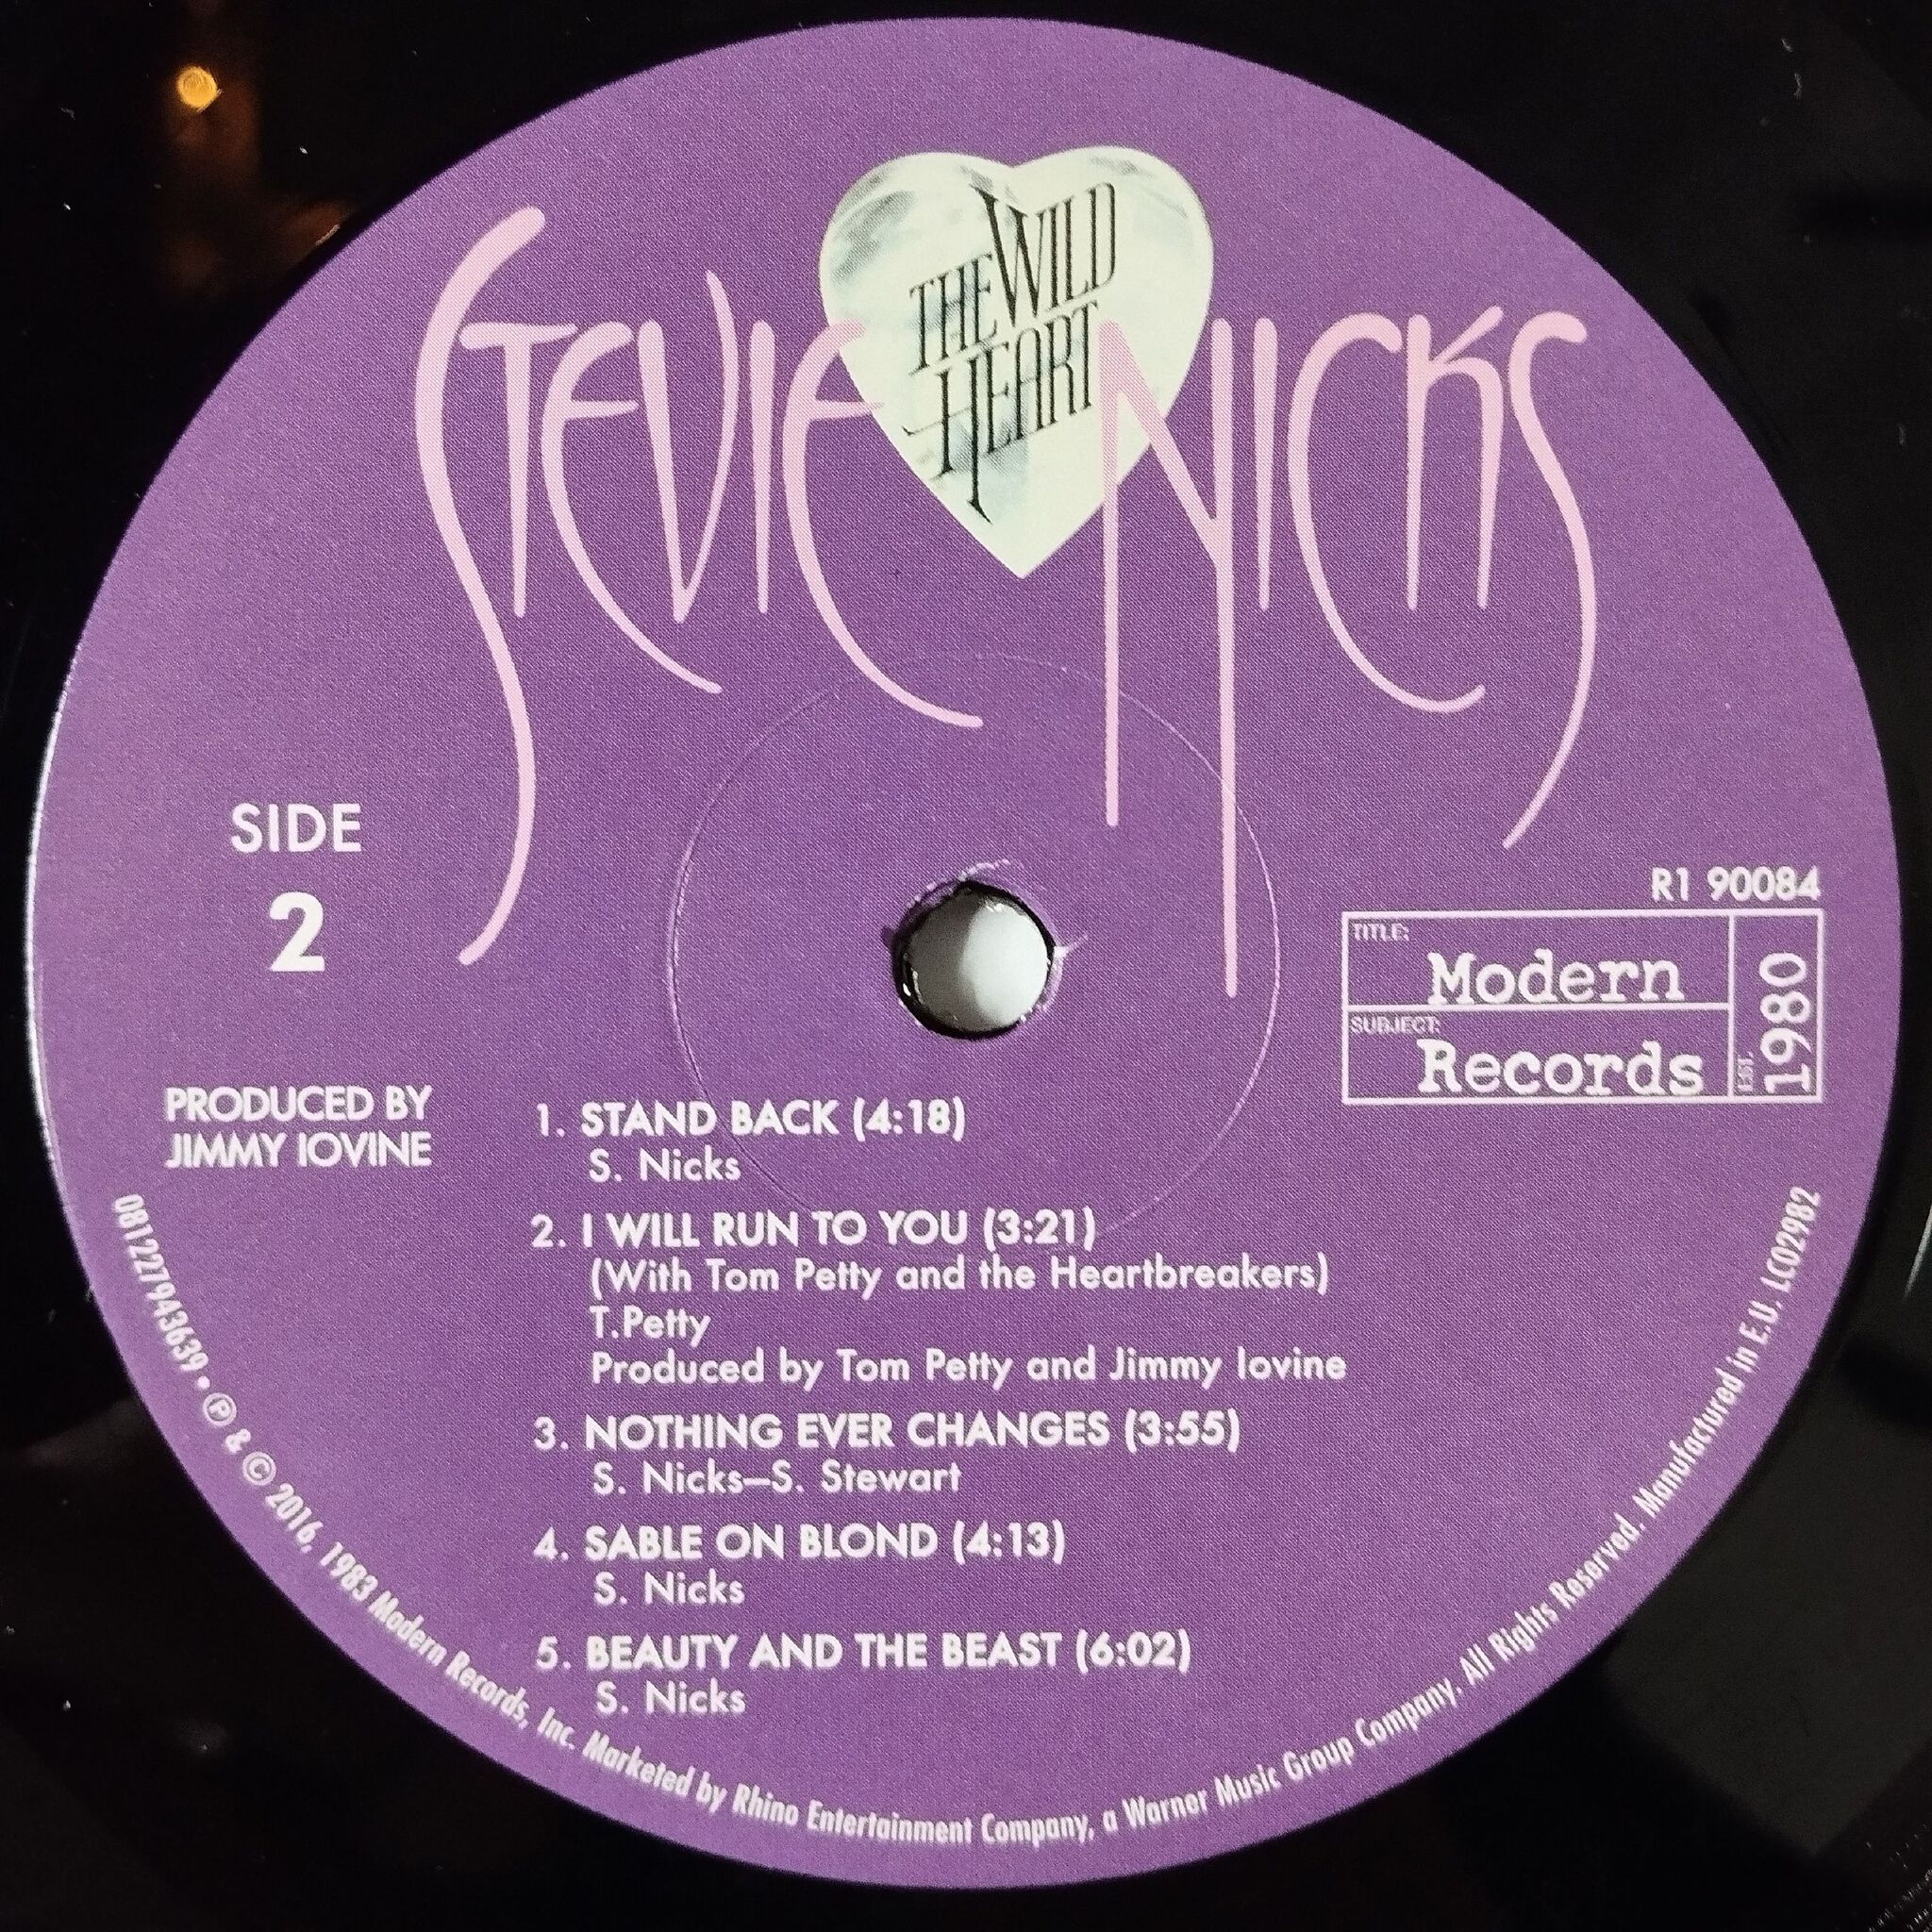 STEVIE NICKS
THE WILD
HEART
SIDE
2
R1 90084
TITLE:
Modern
SUBJECT:
Records
EST.
1980
PRODUCED BY
JIMMY IOVINE
1. STAND BACK (4:18)
S. Nicks
2. I WILL RUN TO YOU (3:21)
(With Tom Petty and the Heartbreakers)
T.Petty
Produced by Tom Petty and Jimmy Iovine
3. NOTHING EVER CHANGES (3:55)
S. Nicks–S. Stewart
4. SABLE ON BLOND (4:13)
S. Nicks
5. BEAUTY AND THE BEAST (6:02)
S. Nicks
081227943639 • ℗ & © 2016, 1983 Modern Records, Inc. Marketed by Rhino Entertainment Company, a Warner Music Group Company. All Rights Reserved. Manufactured in E.U. LC02982